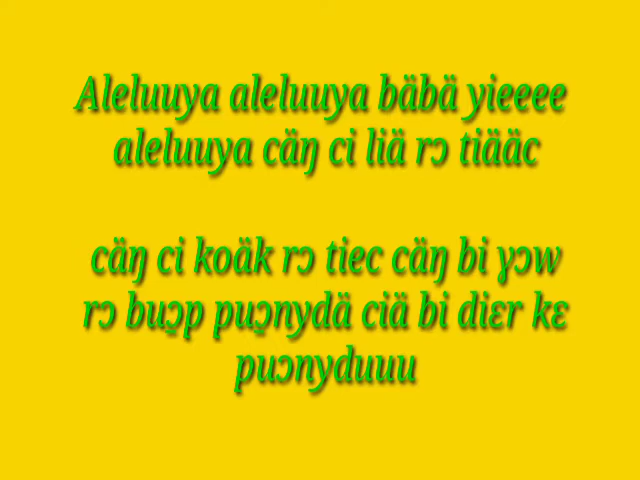 Aleluuya aleluuya bäbä yieeee
aleluuya cäŋ ci liä rɔ tiääc
cäŋ ci koäk rɔ tiec cäŋ bi ɣɔw
rɔ buɔ̱p puɔ̱nydä ciä bi diɛr kɛ
puɔnyduuu